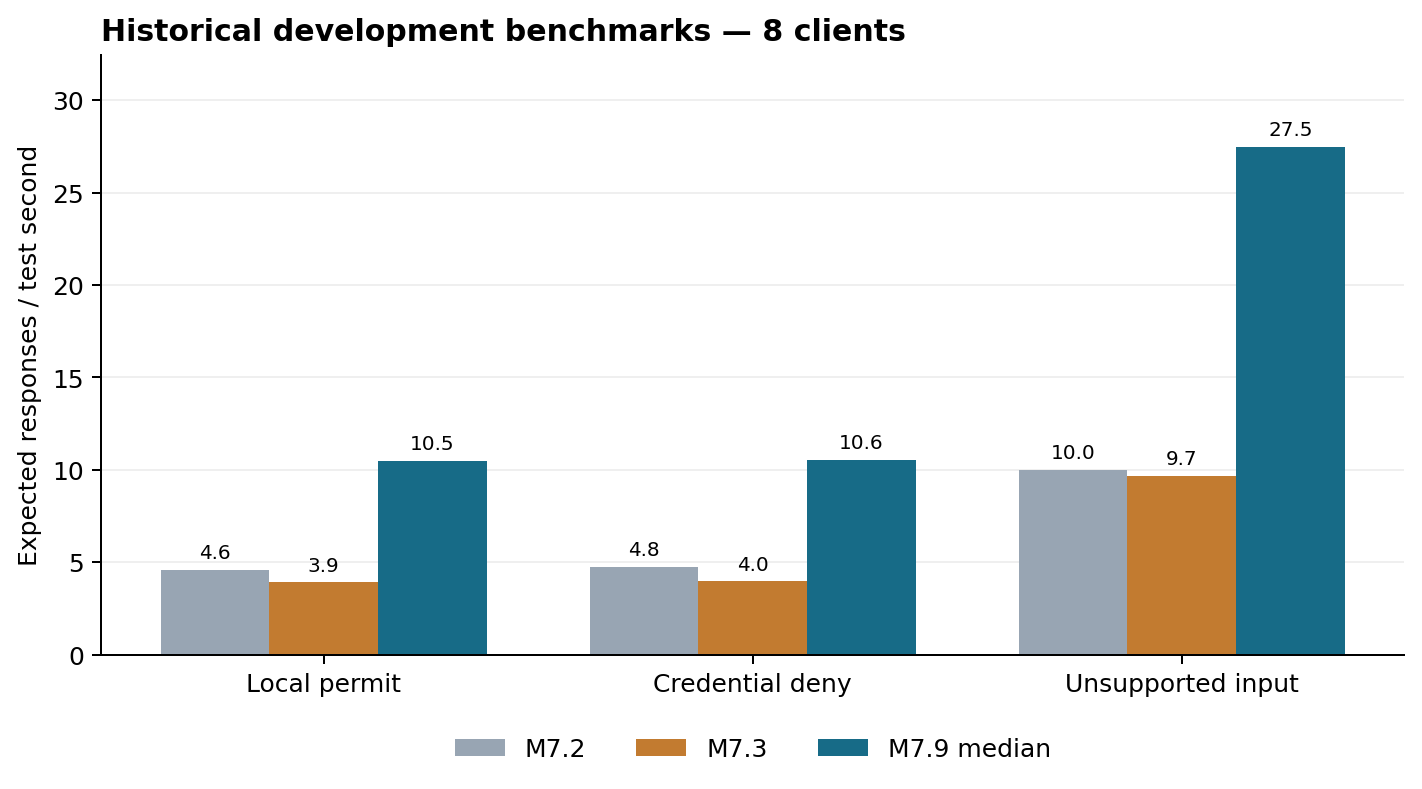 Historical development benchmarks — 8 clients
Expected responses / test second
30
25
20
15
10
5
0
4.6
3.9
10.5
4.8
4.0
10.6
10.0
9.7
27.5
Local permit
Credential deny
Unsupported input
M7.2
M7.3
M7.9 median